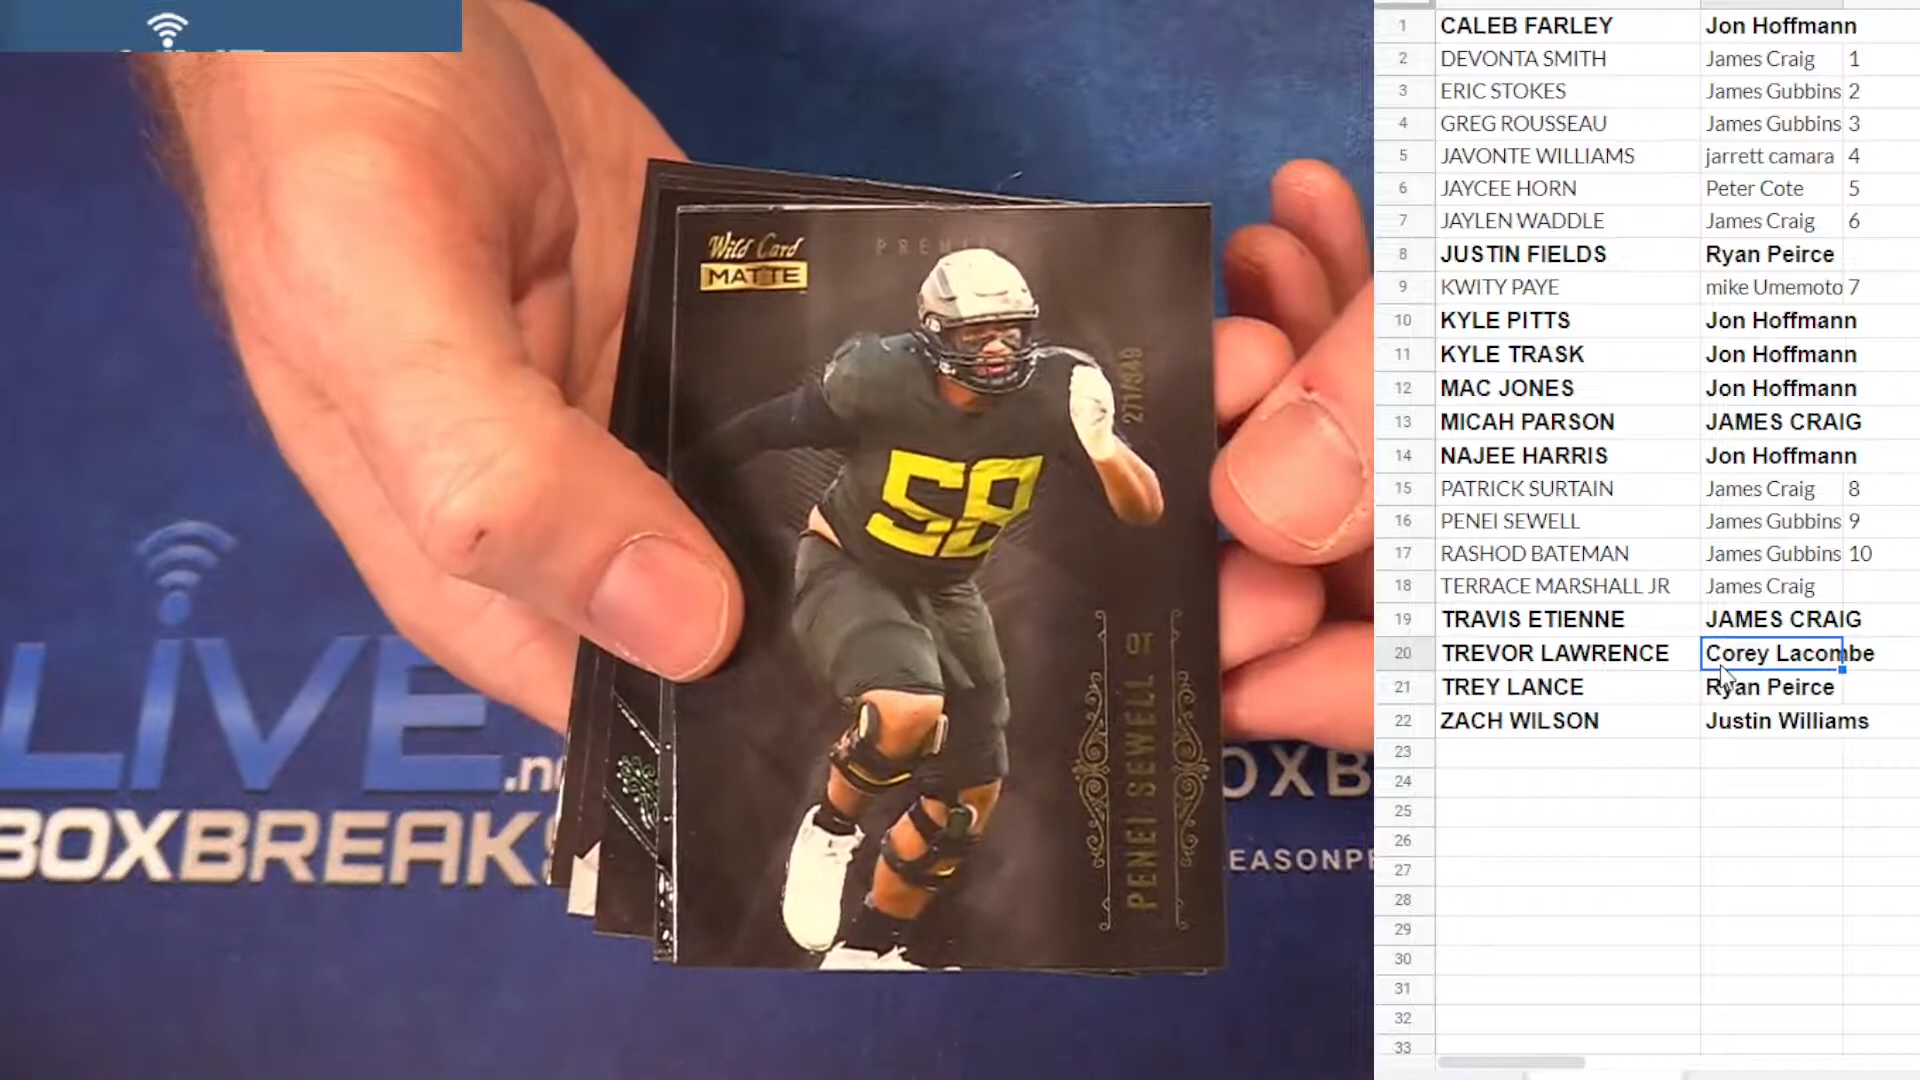 Wild Card
MATTE
PREMI
271/349
58
PENEI SEWELL OT
LIVE
BOXBREAK
OXB
EASONP
1 CALEB FARLEY Jon Hoffmann
2 DEVONTA SMITH James Craig 1
3 ERIC STOKES James Gubbins 2
4 GREG ROUSSEAU James Gubbins 3
5 JAVONTE WILLIAMS jarrett camara 4
6 JAYCEE HORN Peter Cote 5
7 JAYLEN WADDLE James Craig 6
8 JUSTIN FIELDS Ryan Peirce
9 KWITY PAYE mike Umemoto 7
10 KYLE PITTS Jon Hoffmann
11 KYLE TRASK Jon Hoffmann
12 MAC JONES Jon Hoffmann
13 MICAH PARSON JAMES CRAIG
14 NAJEE HARRIS Jon Hoffmann
15 PATRICK SURTAIN James Craig 8
16 PENEI SEWELL James Gubbins 9
17 RASHOD BATEMAN James Gubbins 10
18 TERRACE MARSHALL JR James Craig
19 TRAVIS ETIENNE JAMES CRAIG
20 TREVOR LAWRENCE Corey Lacombe
21 TREY LANCE Ryan Peirce
22 ZACH WILSON Justin Williams
23
24
25
26
27
28
29
30
31
32
33